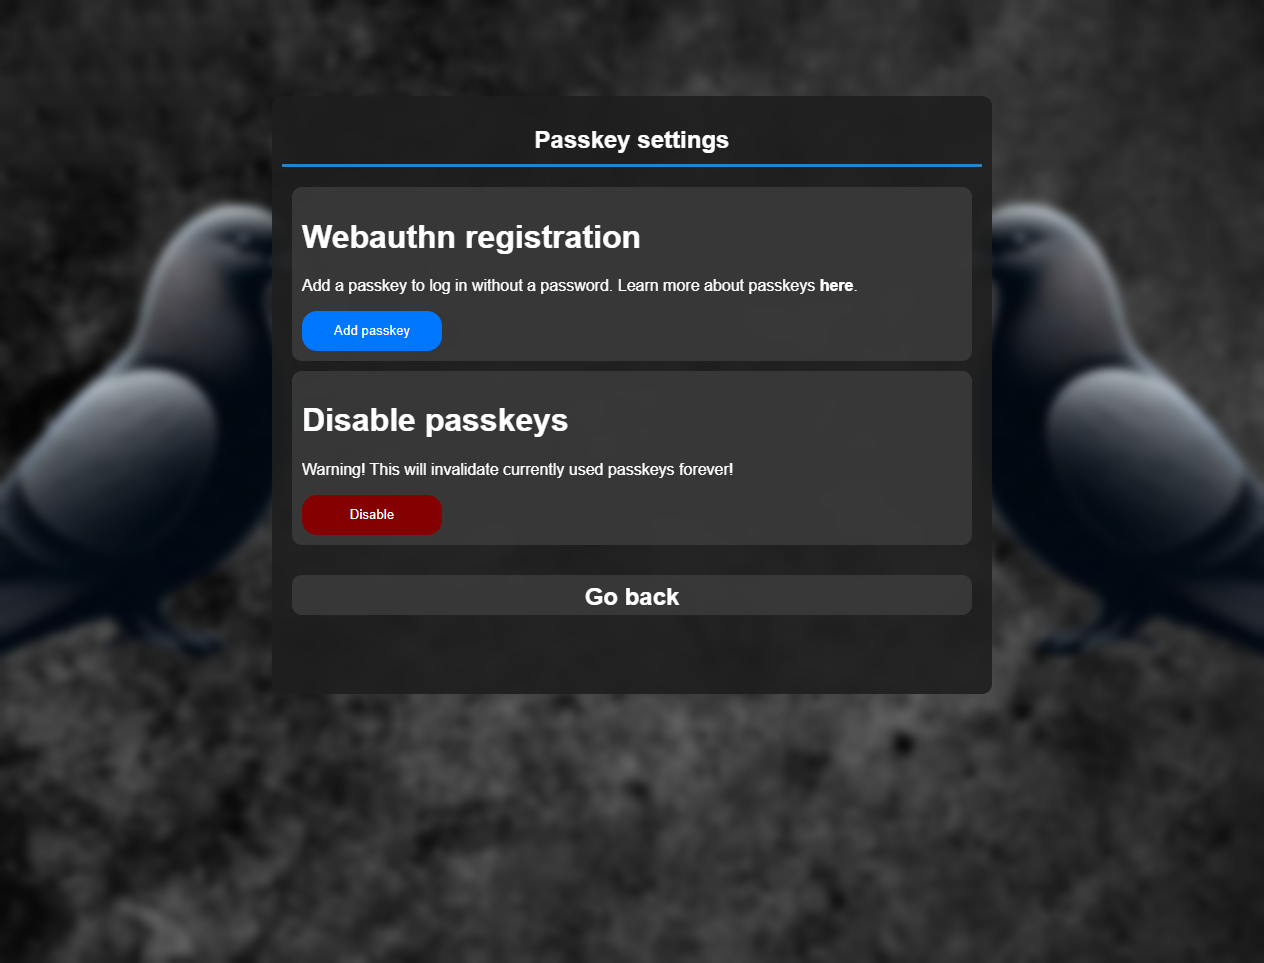 Passkey settings
Webauthn registration
Add a passkey to log in without a password. Learn more about passkeys here.
Add passkey
Disable passkeys
Warning! This will invalidate currently used passkeys forever!
Disable
Go back